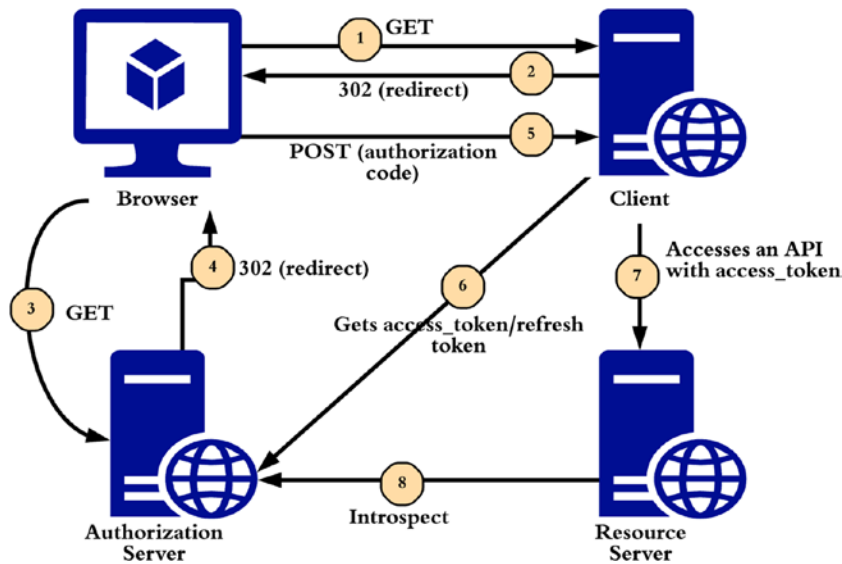 1
GET
2
302 (redirect)
5
POST (authorization
code)
Browser
Client
4
302 (redirect)
3
GET
6
Gets access_token/refresh
token
7
Accesses an API
with access_token
8
Introspect
Authorization
Server
Resource
Server